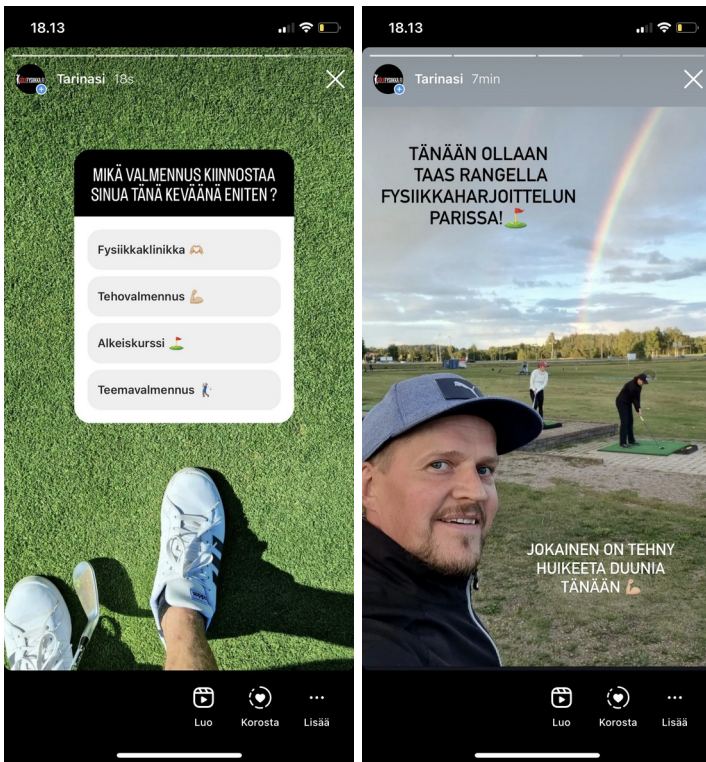 18.13
Tarinasi 18s
MIKÄ VALMENNUS KIINNOSTAA
SINUA TÄNÄ KEVÄÄNÄ ENITEN ?
Fysiikkaklinikka 🫶🏼
Tehovalmennus 💪🏼
Alkeiskurssi ⛳
Teemavalmennus 🏌🏼‍♂️
Luo
Korosta
Lisää
18.13
Tarinasi 7min
TÄNÄÄN OLLAAN
TAAS RANGELLA
FYSIIKKAHARJOITTELUN
PARISSA! ⛳
JOKAINEN ON TEHNY
HUIKEETA DUUNIA
TÄNÄÄN 💪🏼
Luo
Korosta
Lisää